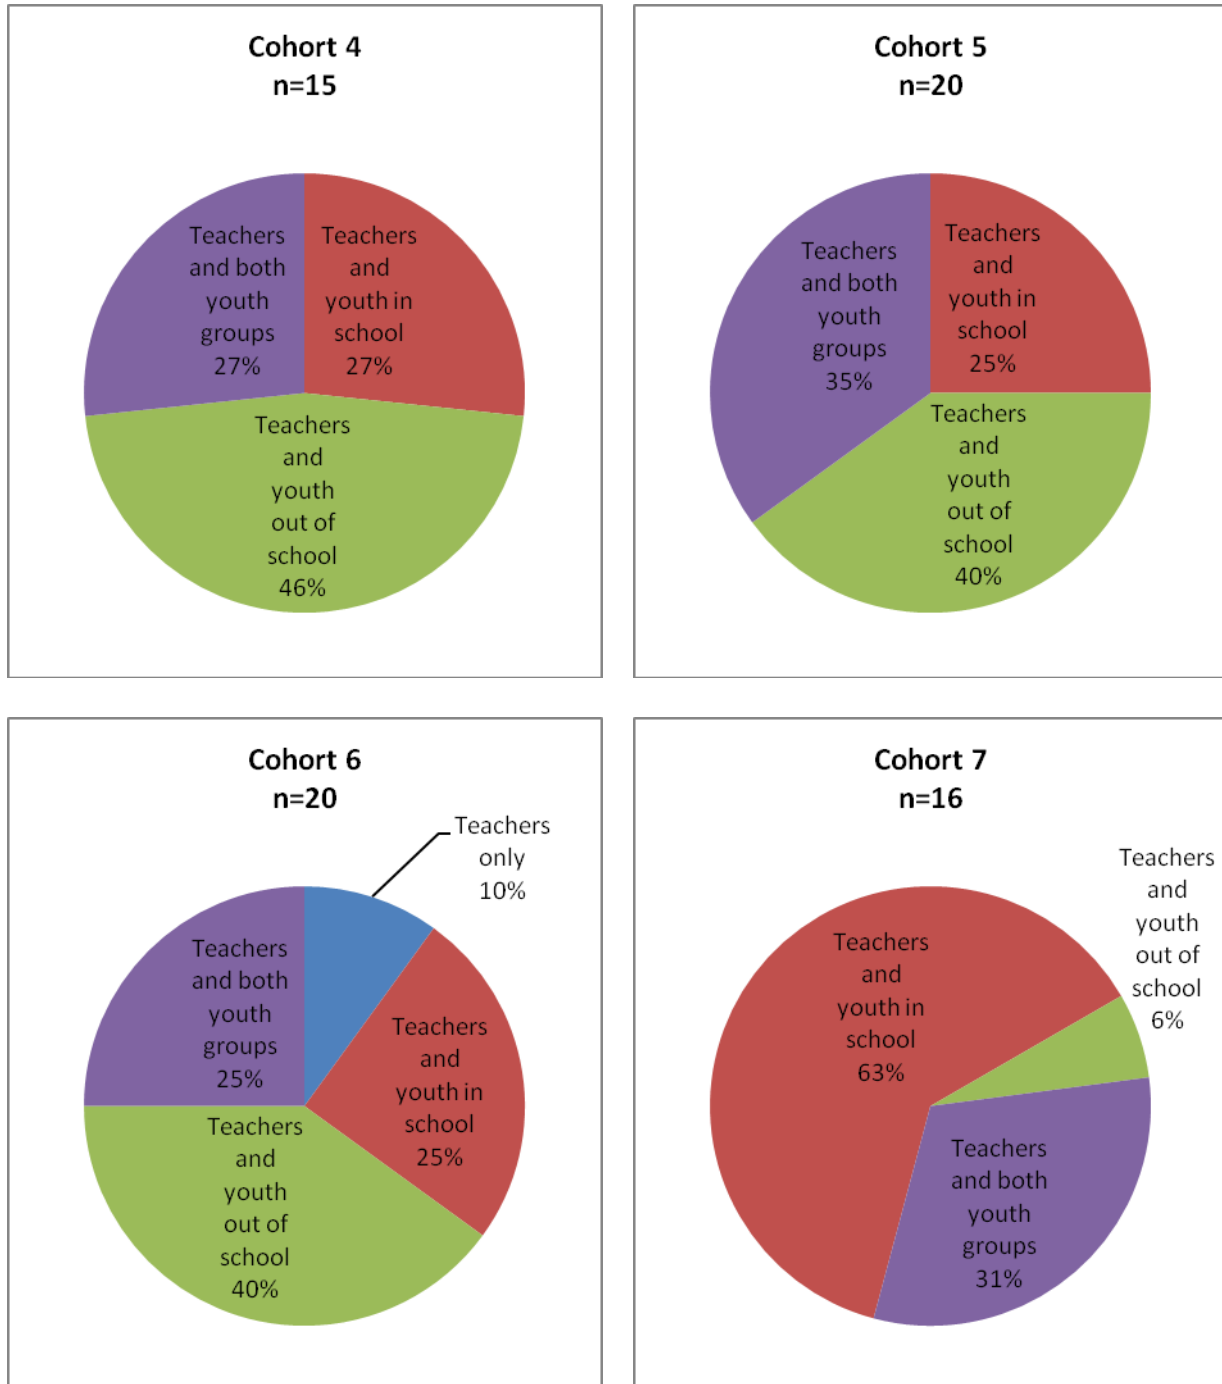 Cohort 4
n=15
Teachers
and both
youth
groups
27%
Teachers
and
youth in
school
27%
Teachers
and
youth
out of
school
46%
Cohort 5
n=20
Teachers
and both
youth
groups
35%
Teachers
and
youth in
school
25%
Teachers
and
youth
out of
school
40%
Cohort 6
n=20
Teachers
only
10%
Teachers
and both
youth
groups
25%
Teachers
and
youth in
school
25%
Teachers
and
youth
out of
school
40%
Cohort 7
n=16
Teachers
and
youth
out of
school
6%
Teachers
and
youth in
school
63%
Teachers
and both
youth
groups
31%